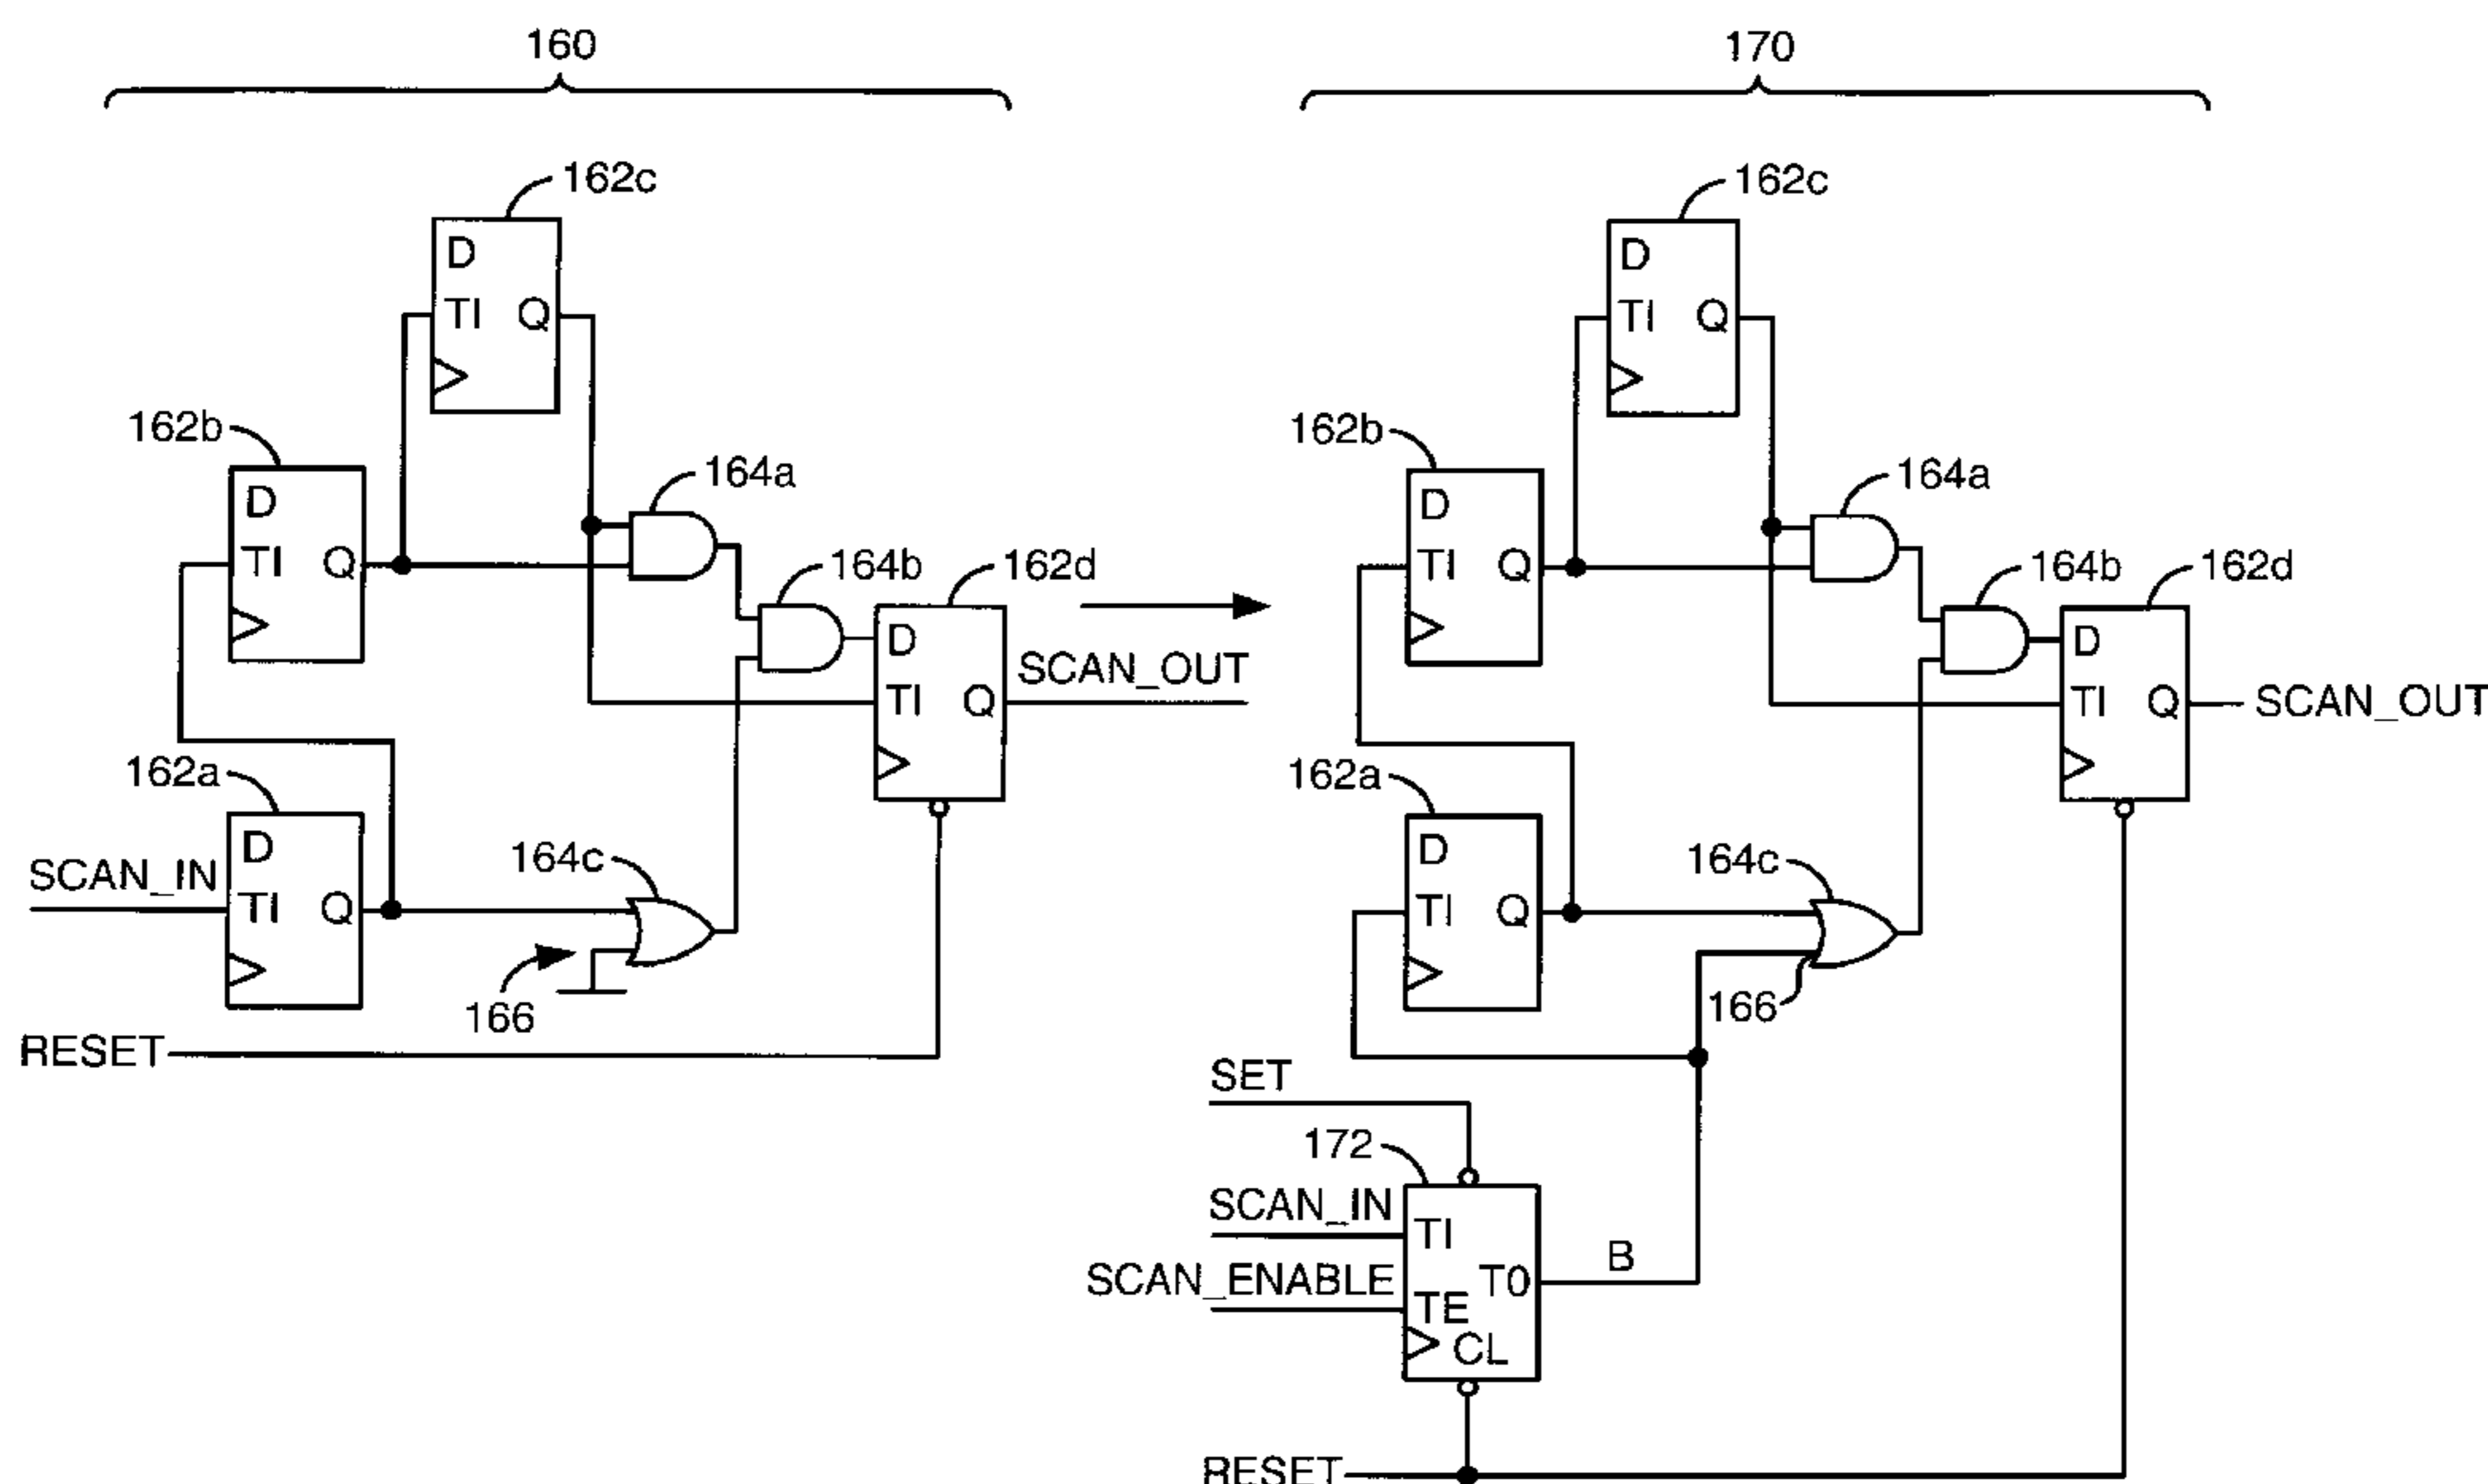 160
162c
D
TI Q
162b
D
TI Q
164a
164b
162d
D
TI Q
SCAN_OUT
162a
D
SCAN_IN
TI Q
164c
166
RESET
170
162c
D
TI Q
162b
D
TI Q
164a
164b
162d
D
TI Q
SCAN_OUT
162a
D
TI Q
164c
166
SET
172
SCAN_IN
TI
SCAN_ENABLE
TE
T0
B
CL
RESET